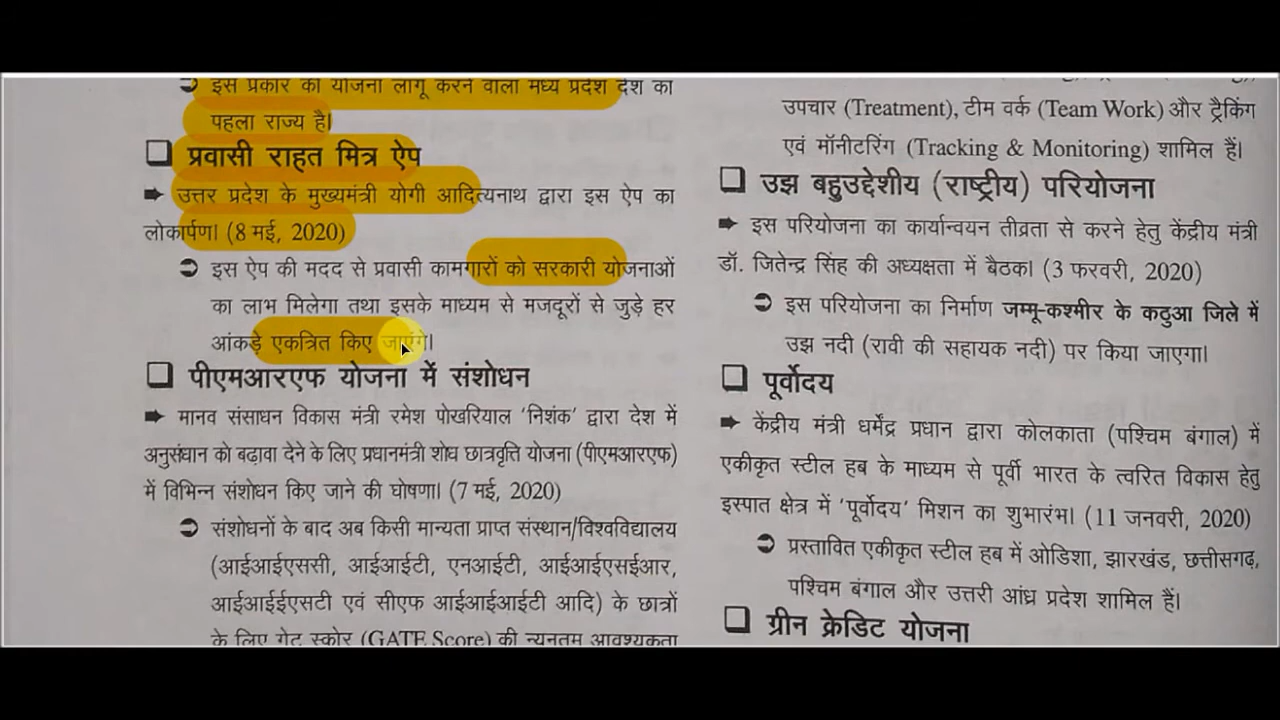 इस प्रकार की योजना लागू करने वाला मध्य प्रदेश देश का
पहला राज्य है।
❑ प्रवासी राहत मित्र ऐप
➨ उत्तर प्रदेश के मुख्यमंत्री योगी आदित्यनाथ द्वारा इस ऐप का
लोकार्पण। (8 मई, 2020)
➲ इस ऐप की मदद से प्रवासी कामगारों को सरकारी योजनाओं
का लाभ मिलेगा तथा इसके माध्यम से मजदूरों से जुड़े हर
आंकड़े एकत्रित किए जाएंगे।
❑ पीएमआरएफ योजना में संशोधन
➨ मानव संसाधन विकास मंत्री रमेश पोखरियाल ‘निशंक’ द्वारा देश में
अनुसंधान को बढ़ावा देने के लिए प्रधानमंत्री शोध छात्रवृत्ति योजना (पीएमआरएफ)
में विभिन्न संशोधन किए जाने की घोषणा। (7 मई, 2020)
➲ संशोधनों के बाद अब किसी मान्यता प्राप्त संस्थान/विश्वविद्यालय
(आईआईएससी, आईआईटी, एनआईटी, आईआईएसईआर,
आईआईईएसटी एवं सीएफ आईआईआईटी आदि) के छात्रों
के लिए गेट स्कोर (GATE Score) की न्यूनतम आवश्यकता
उपचार (Treatment), टीम वर्क (Team Work) और ट्रैकिंग
एवं मॉनीटरिंग (Tracking & Monitoring) शामिल हैं।
❑ उझ बहुउद्देशीय (राष्ट्रीय) परियोजना
➨ इस परियोजना का कार्यान्वयन तीव्रता से करने हेतु केंद्रीय मंत्री
डॉ. जितेन्द्र सिंह की अध्यक्षता में बैठक। (3 फरवरी, 2020)
➲ इस परियोजना का निर्माण जम्मू-कश्मीर के कठुआ जिले में
उझ नदी (रावी की सहायक नदी) पर किया जाएगा।
❑ पूर्वोदय
➨ केंद्रीय मंत्री धर्मेंद्र प्रधान द्वारा कोलकाता (पश्चिम बंगाल) में
एकीकृत स्टील हब के माध्यम से पूर्वी भारत के त्वरित विकास हेतु
इस्पात क्षेत्र में ‘पूर्वोदय’ मिशन का शुभारंभ। (11 जनवरी, 2020)
➲ प्रस्तावित एकीकृत स्टील हब में ओडिशा, झारखंड, छत्तीसगढ़,
पश्चिम बंगाल और उत्तरी आंध्र प्रदेश शामिल हैं।
❑ ग्रीन क्रेडिट योजना